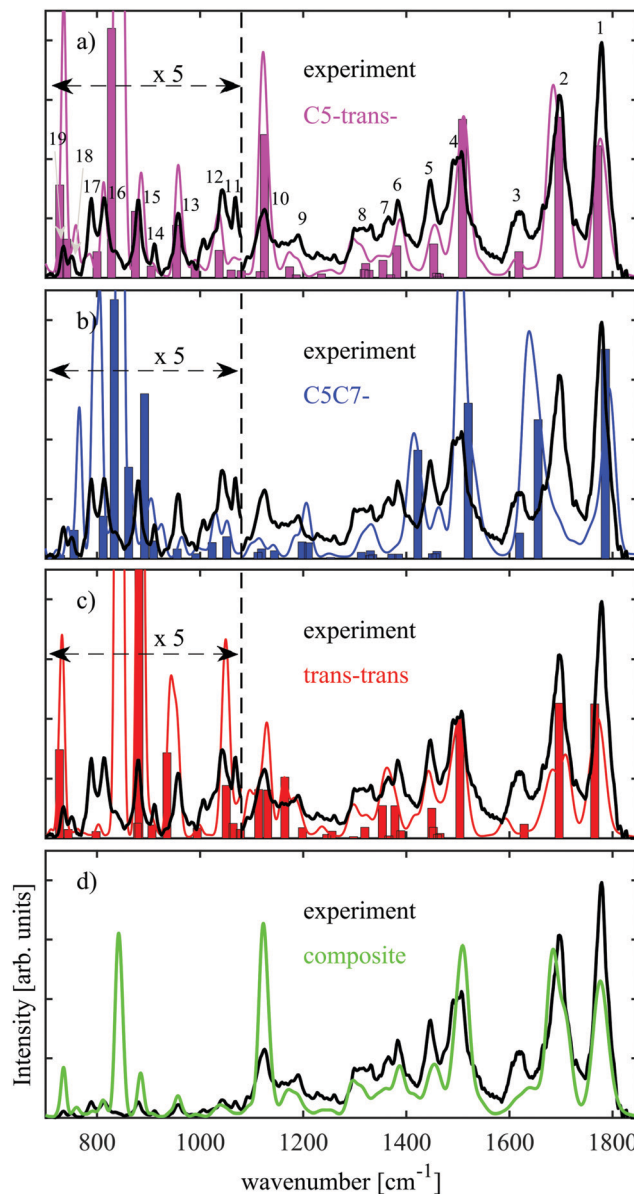 a)
x 5
experiment
C5-trans-
1
2
3
4
5
6
7
8
9
10
11
12
13
14
15
16
17
18
19
b)
x 5
experiment
C5C7-
c)
x 5
experiment
trans-trans
d)
experiment
composite
Intensity [arb. units]
800 1000 1200 1400 1600 1800
wavenumber [cm-1]